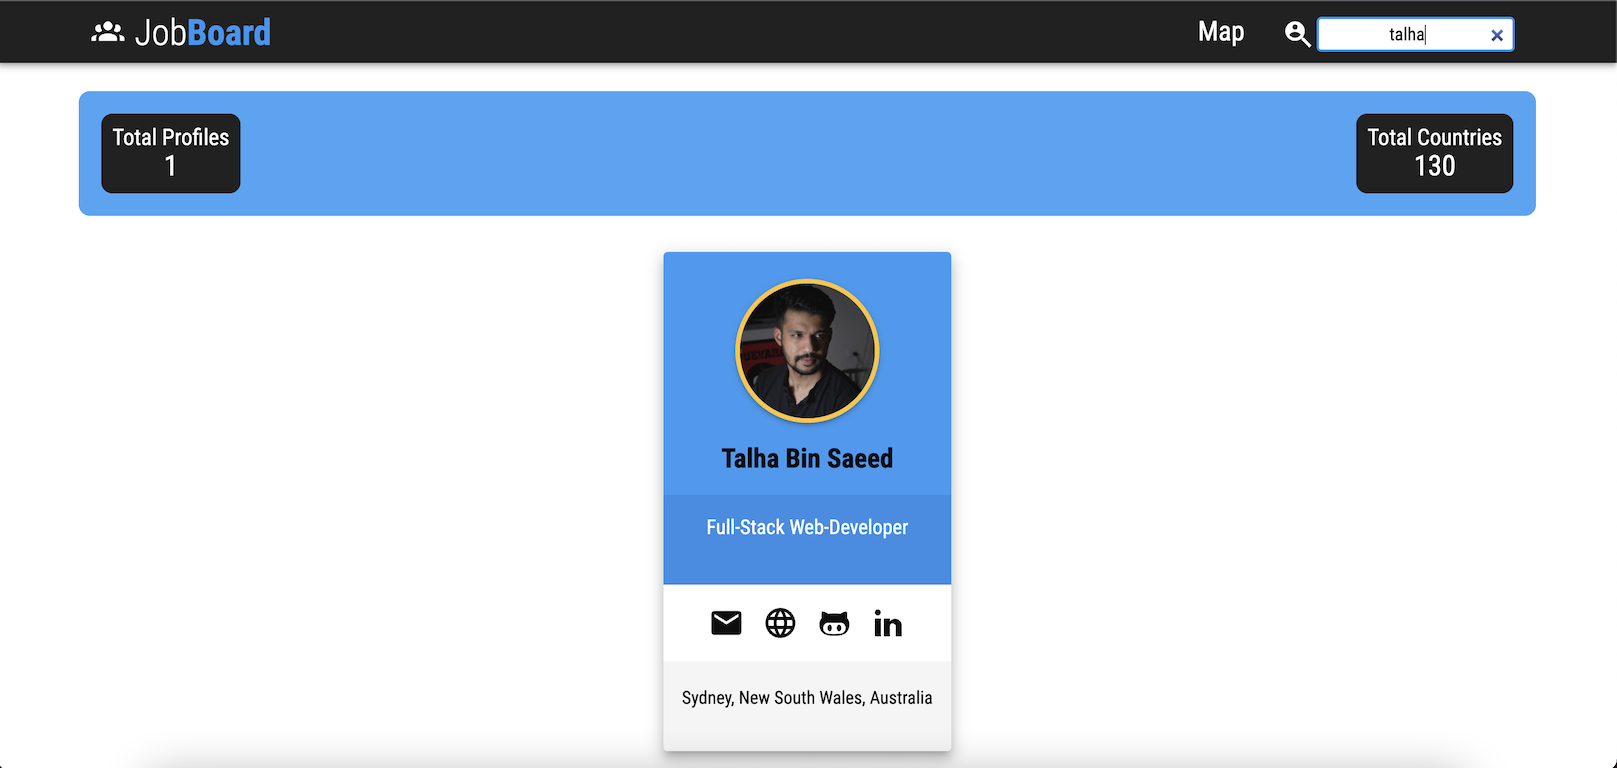 JobBoard
Map
talha
Total Profiles
1
Total Countries
130
Talha Bin Saeed
Full-Stack Web-Developer
in
Sydney, New South Wales, Australia